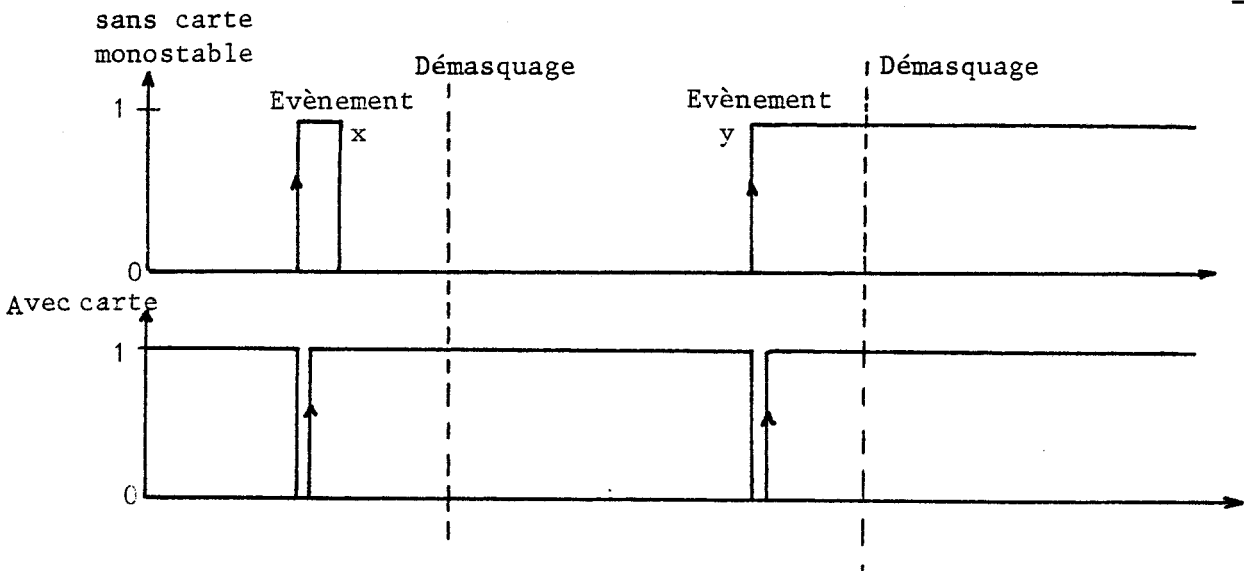 sans carte
monostable
Démasquage
Démasquage
1
Evènement
x
Evènement
y
0
Avec carte
1
0